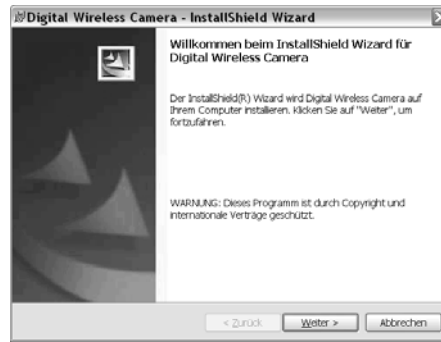 Digital Wireless Camera - InstallShield Wizard
Willkommen beim InstallShield Wizard für
Digital Wireless Camera
Der InstallShield(R) Wizard wird Digital Wireless Camera auf
Ihrem Computer installieren. Klicken Sie auf "Weiter", um
fortzufahren.
WARNUNG: Dieses Programm ist durch Copyright und
internationale Verträge geschützt.
< Zurück
Weiter >
Abbrechen